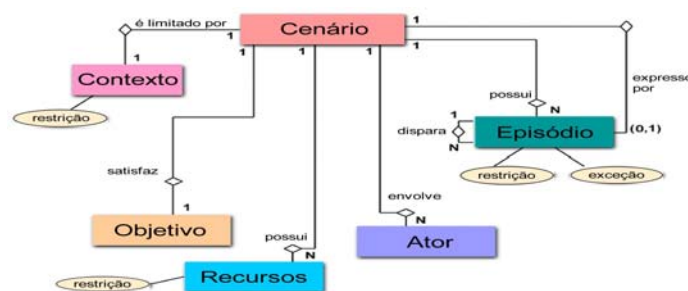 é limitado por
1
Cenário
1
1
1
1
1
1
1
Contexto
restrição
expresso
por
possui
N
1
dispara
N
Episódio
(0,1)
restrição
exceção
satisfaz
1
Objetivo
envolve
N
Ator
possui
N
Recursos
restrição